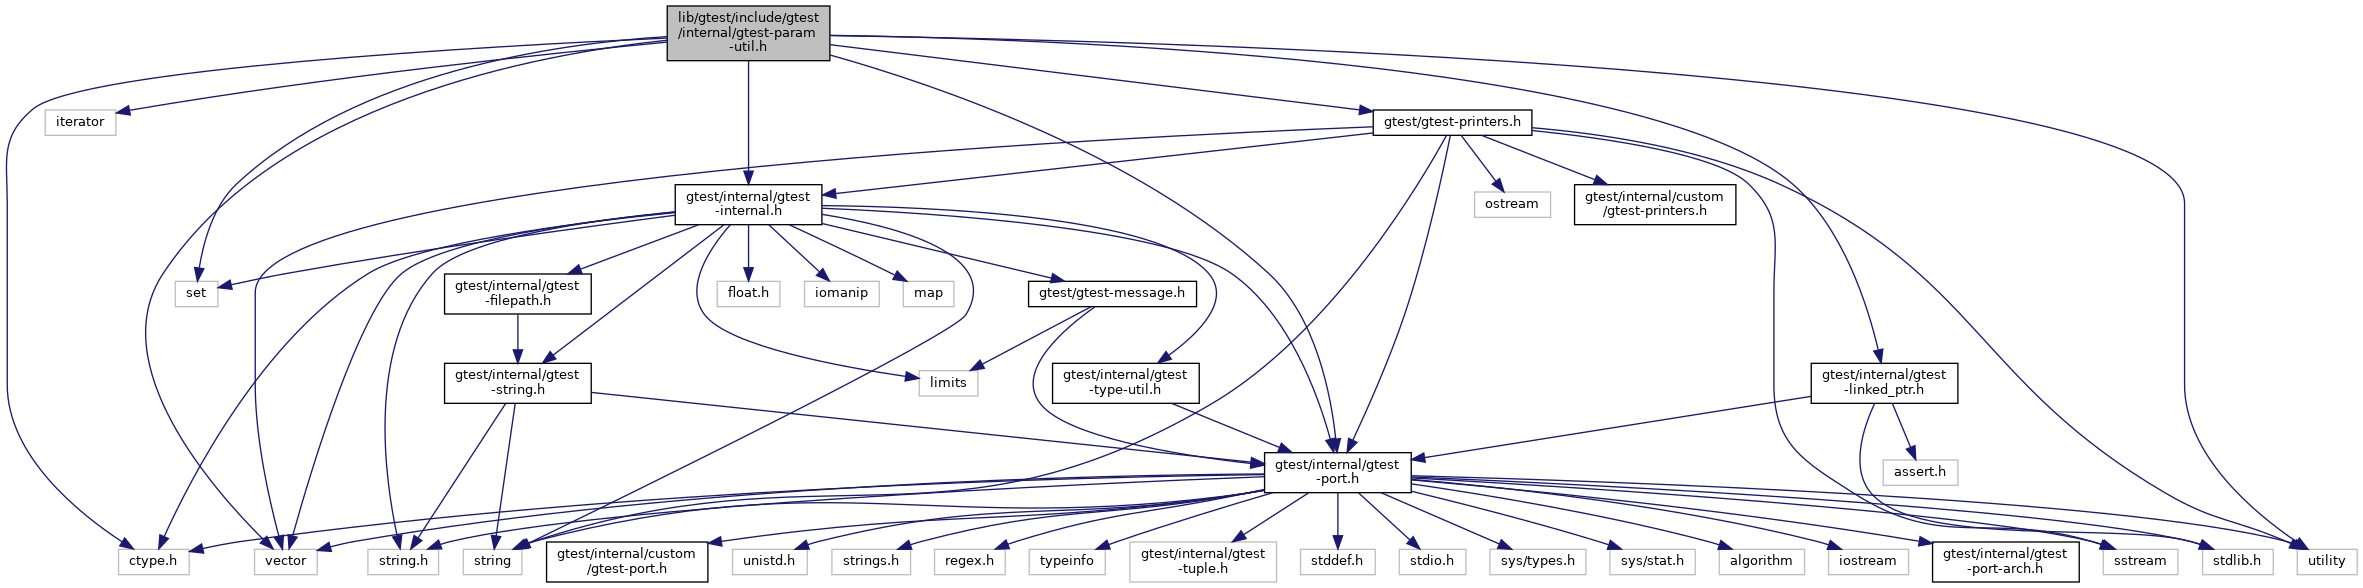 lib/gtest/include/gtest
/internal/gtest-param
-util.h
iterator
gtest/gtest-printers.h
gtest/internal/gtest
-internal.h
ostream
gtest/internal/custom
/gtest-printers.h
set
gtest/internal/gtest
-filepath.h
float.h
iomanip
map
gtest/gtest-message.h
gtest/internal/gtest
-string.h
limits
gtest/internal/gtest
-type-util.h
gtest/internal/gtest
-linked_ptr.h
gtest/internal/gtest
-port.h
assert.h
ctype.h
vector
string.h
string
gtest/internal/custom
/gtest-port.h
unistd.h
strings.h
regex.h
typeinfo
gtest/internal/gtest
-tuple.h
stddef.h
stdio.h
sys/types.h
sys/stat.h
algorithm
iostream
gtest/internal/gtest
-port-arch.h
sstream
stdlib.h
utility